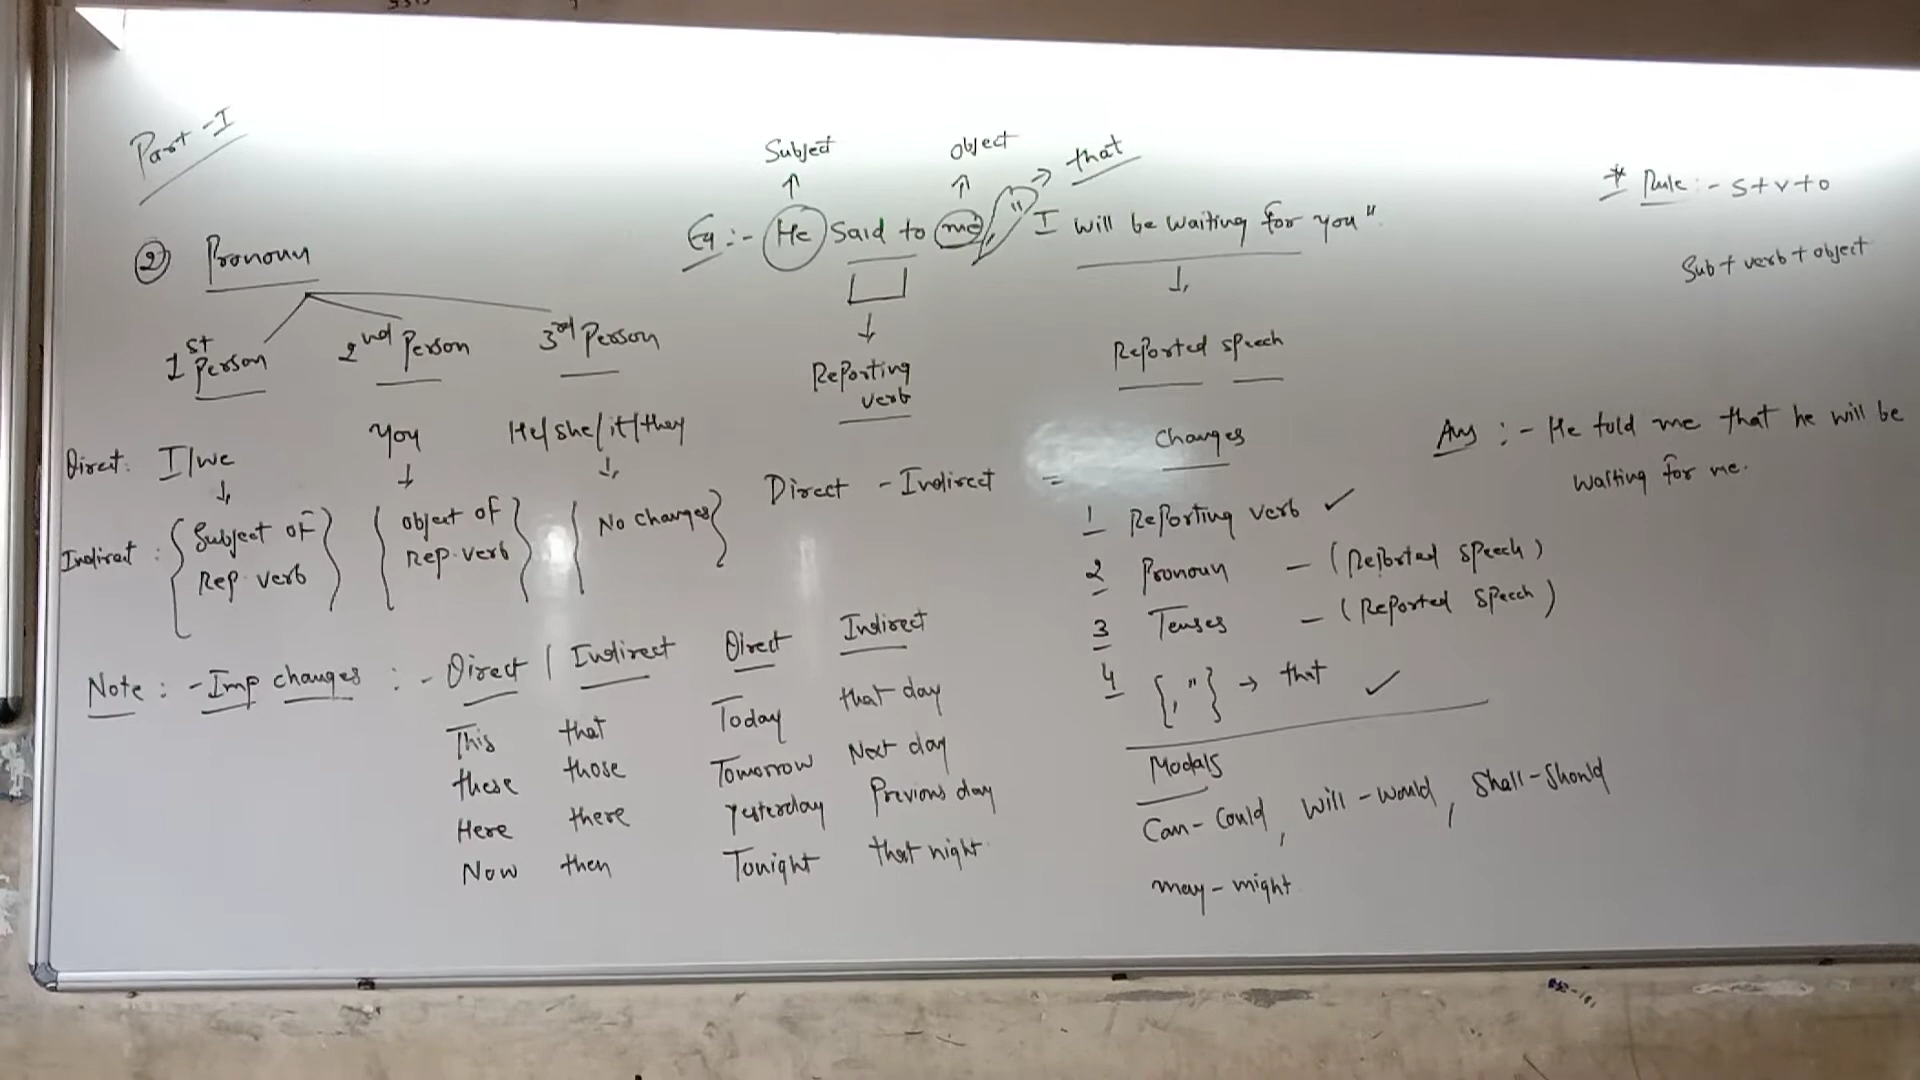 Part-I
Subject
object
that
Eg :- He Said to me, " I will be waiting for you".
* Rule :- S+V+O
Sub + verb + object
② Pronoun
1st Person
2nd Person
3rd Person
Reporting verb
Reported speech
Direct: I/we
You
He/she/it/they
Indirect : {Subject of Rep. verb}
{object of Rep. verb}
{No changes}
Direct - Indirect =
Changes
1 Reporting verb ✓
2 Pronoun - (Reported speech)
3 Tenses - (Reported speech)
4 {, "} → that ✓
Ans :- He told me that he will be
waiting for me.
Note : - Imp changes : - Direct | Indirect
Direct Indirect
This that
Today that day
these those
Tomorrow Next day
Here there
Yesterday Previous day
Now then
Tonight that night
Modals
Can - Could, will - would, Shall - Should
may - might